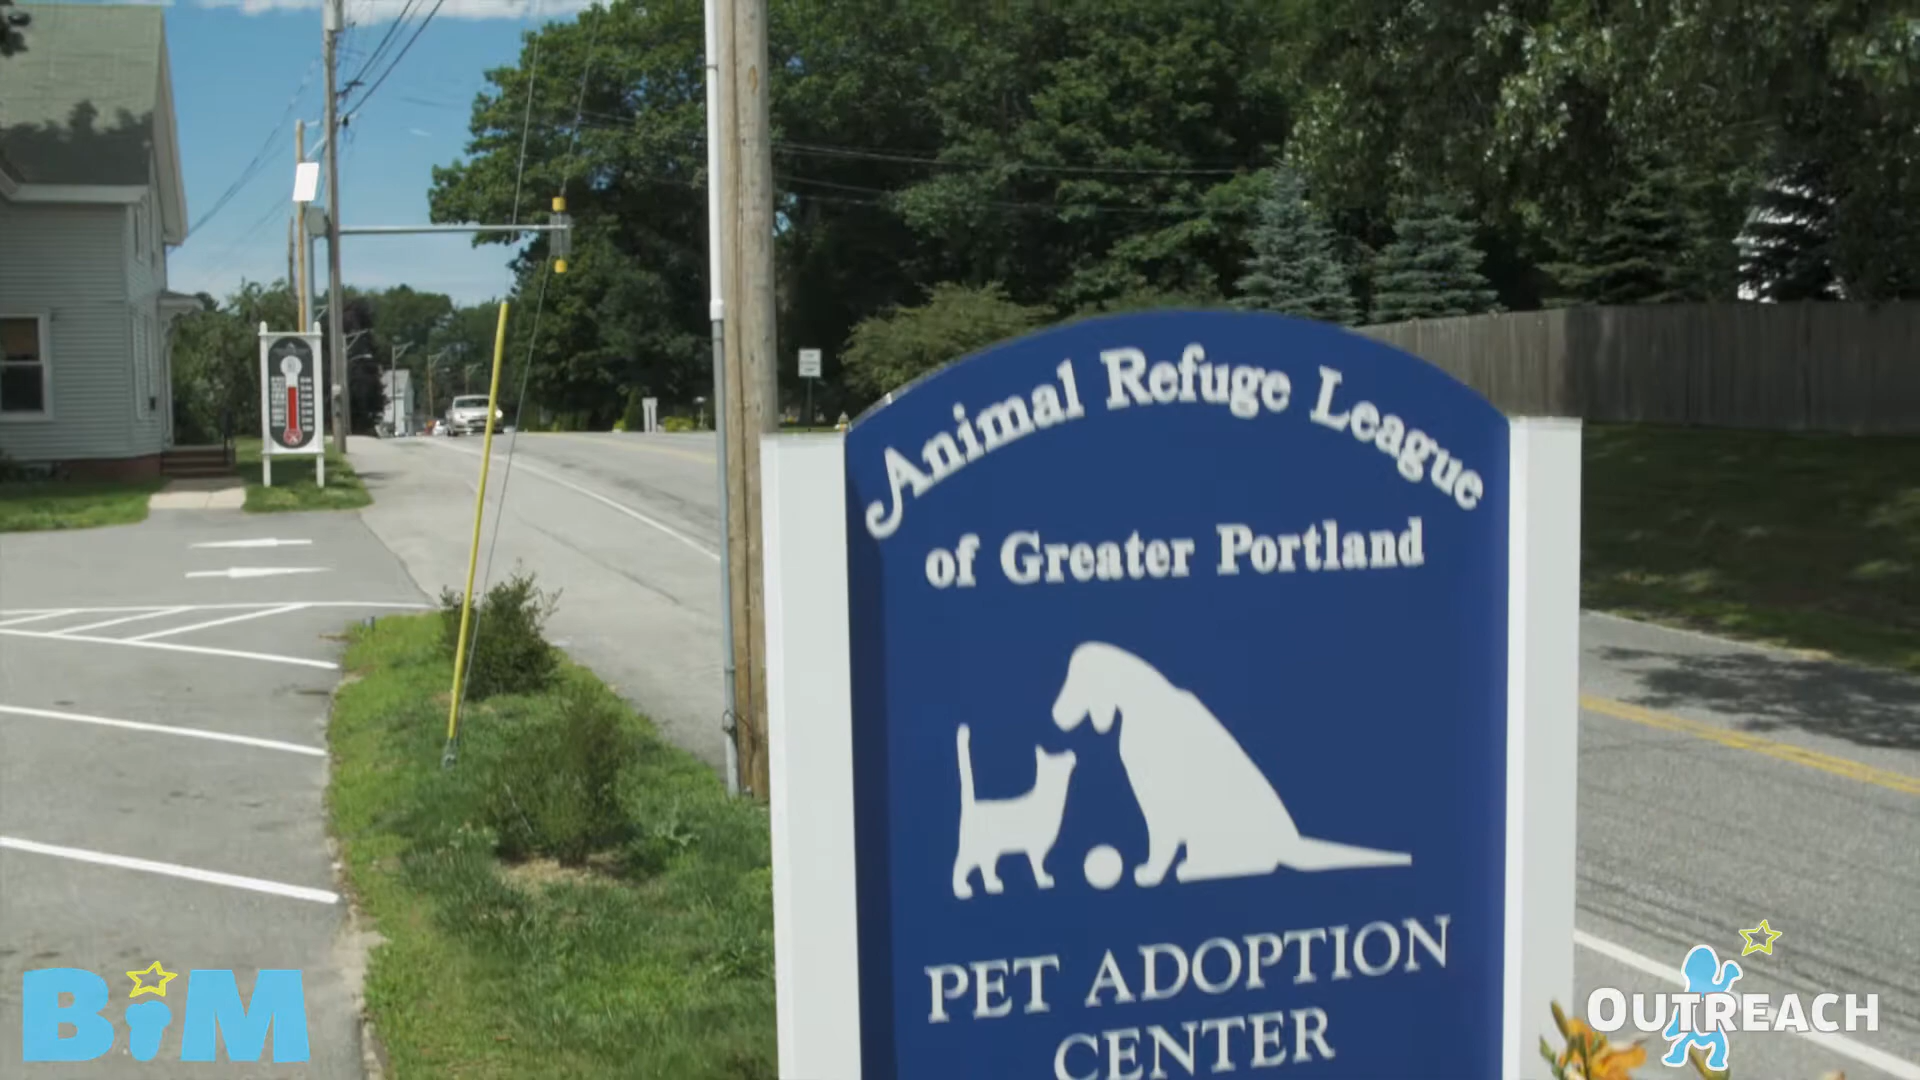 Animal Refuge League
of Greater Portland
PET ADOPTION
CENTER
BiM
OUTREACH